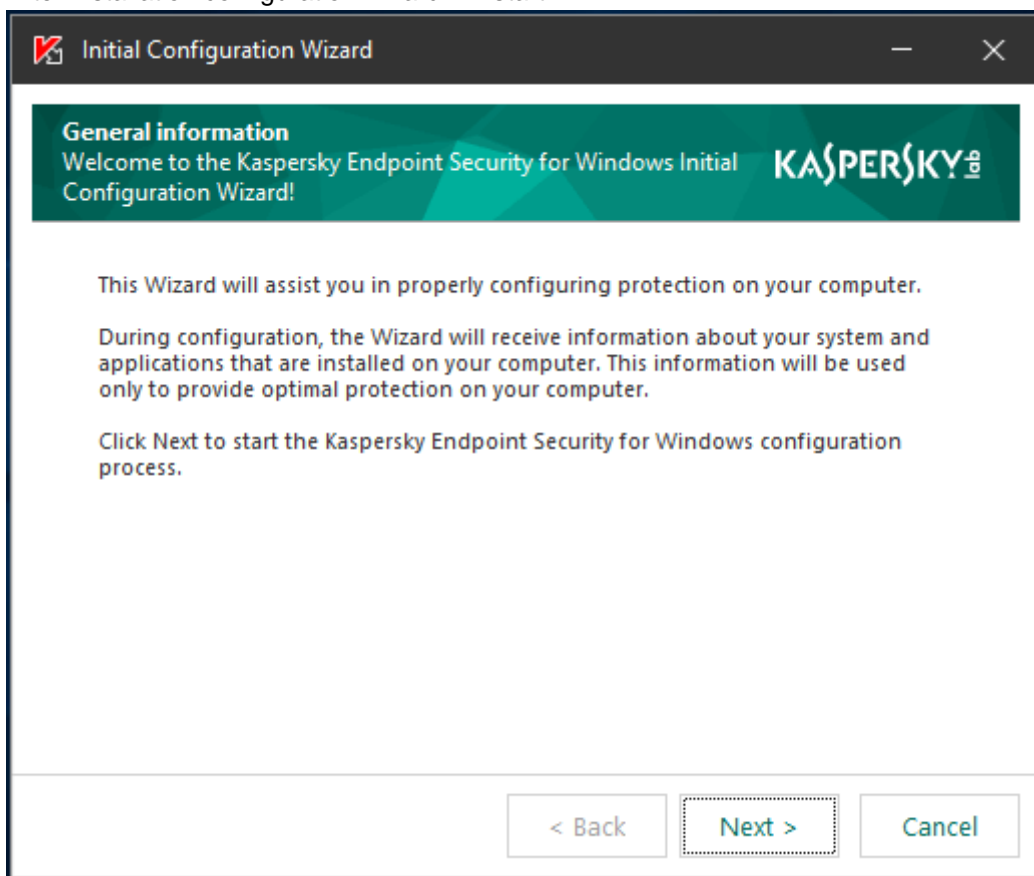 Initial Configuration Wizard
General information
Welcome to the Kaspersky Endpoint Security for Windows Initial
Configuration Wizard!
KASPERSKY lab
This Wizard will assist you in properly configuring protection on your computer.
During configuration, the Wizard will receive information about your system and
applications that are installed on your computer. This information will be used
only to provide optimal protection on your computer.
Click Next to start the Kaspersky Endpoint Security for Windows configuration
process.
< Back
Next >
Cancel